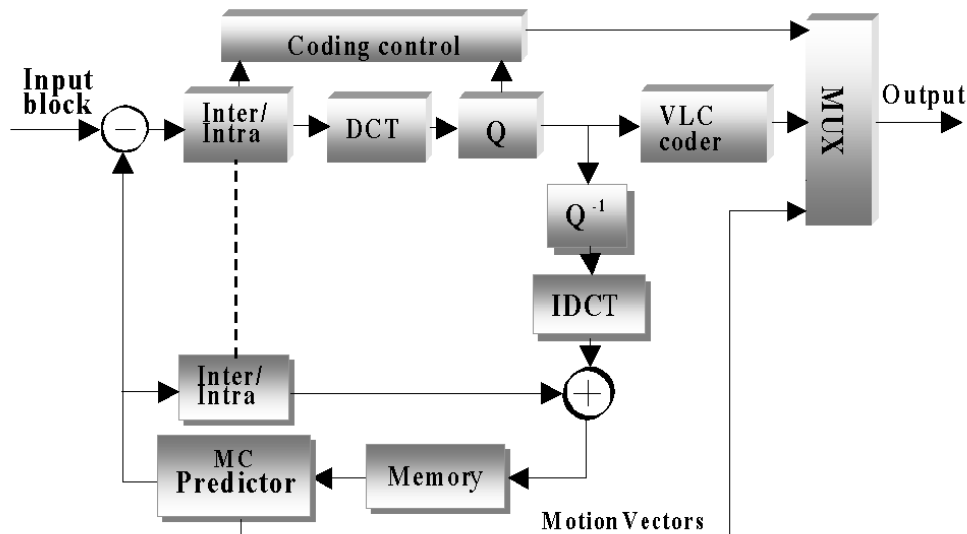 Coding control
Input
block
−
Inter/
Intra
DCT
Q
VLC
coder
MUX
Output
Q⁻¹
IDCT
Inter/
Intra
+
MC
Predictor
Memory
Motion Vectors